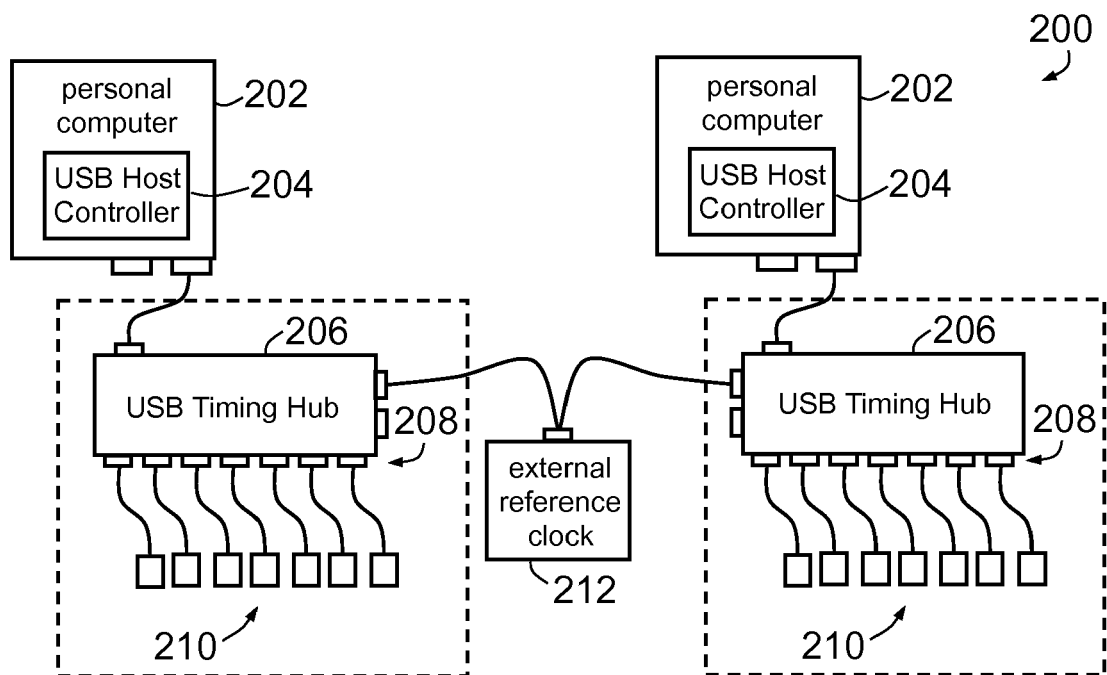 200
personal
computer
202
USB Host
Controller
204
personal
computer
202
USB Host
Controller
204
206
USB Timing Hub
208
210
external
reference
clock
212
206
USB Timing Hub
208
210